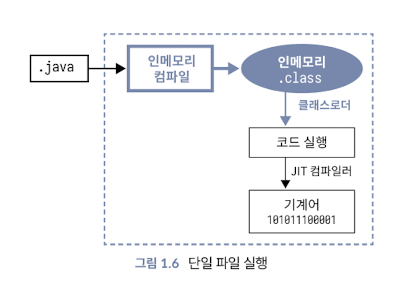 .java
인메모리
컴파일
인메모리
.class
클래스로더
코드 실행
JIT 컴파일러
기계어
101011100001
그림 1.6 단일 파일 실행